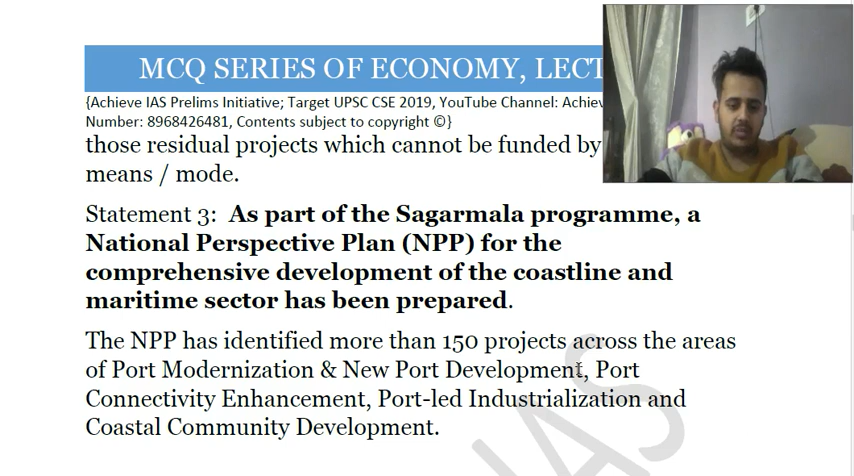 MCQ SERIES OF ECONOMY, LECT
{Achieve IAS Prelims Initiative; Target UPSC CSE 2019, YouTube Channel: Achiev
Number: 8968426481, Contents subject to copyright ©}
those residual projects which cannot be funded by
means / mode.
Statement 3: As part of the Sagarmala programme, a
National Perspective Plan (NPP) for the
comprehensive development of the coastline and
maritime sector has been prepared.
The NPP has identified more than 150 projects across the areas
of Port Modernization & New Port Development, Port
Connectivity Enhancement, Port-led Industrialization and
Coastal Community Development.
IAS